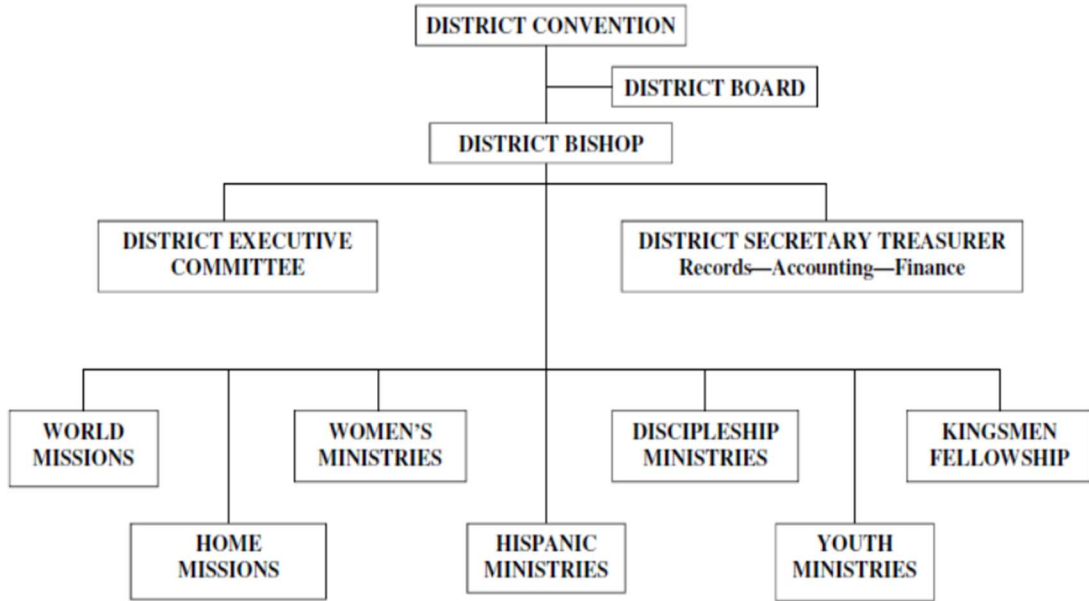 DISTRICT CONVENTION
DISTRICT BOARD
DISTRICT BISHOP
DISTRICT EXECUTIVE
COMMITTEE
DISTRICT SECRETARY TREASURER
Records—Accounting—Finance
WORLD
MISSIONS
WOMEN'S
MINISTRIES
DISCIPLESHIP
MINISTRIES
KINGSMEN
FELLOWSHIP
HOME
MISSIONS
HISPANIC
MINISTRIES
YOUTH
MINISTRIES